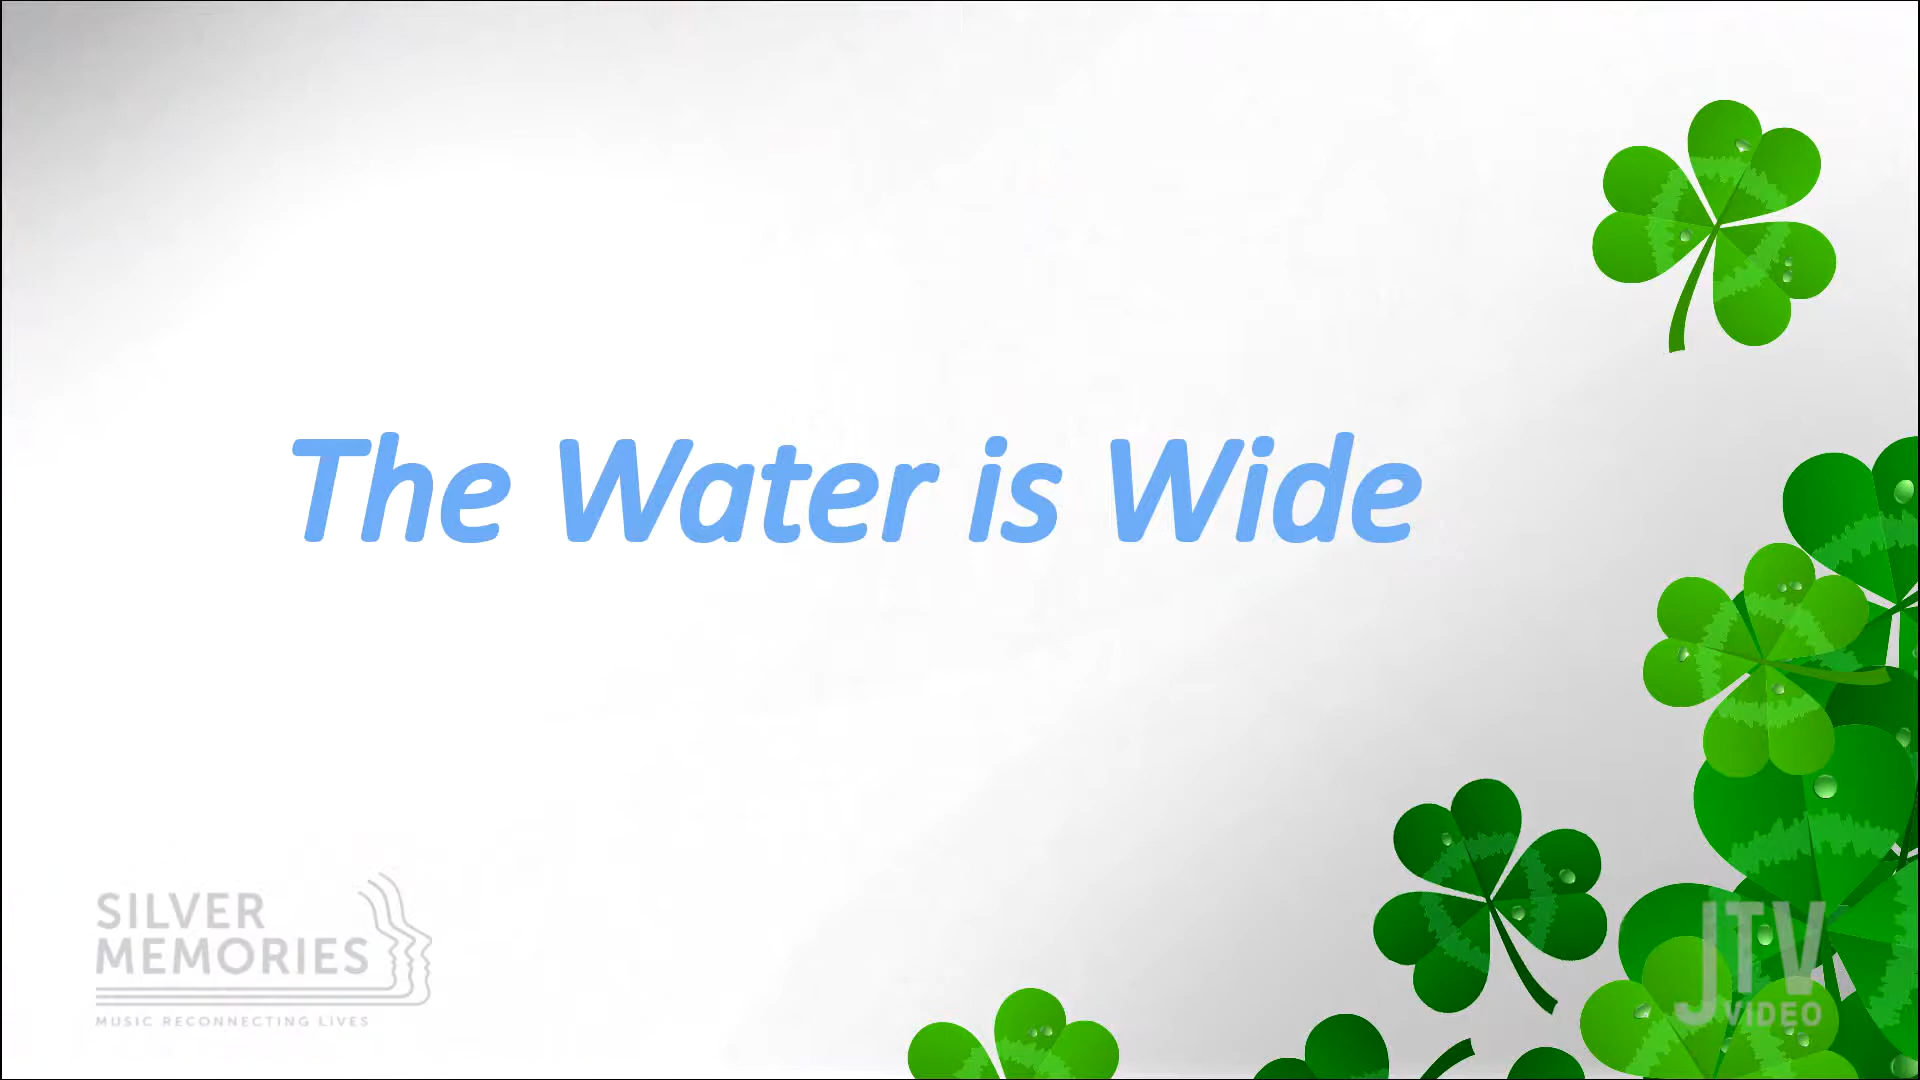 The Water is Wide
SILVER
MEMORIES
MUSIC RECONNECTING LIVES
JTV
VIDEO